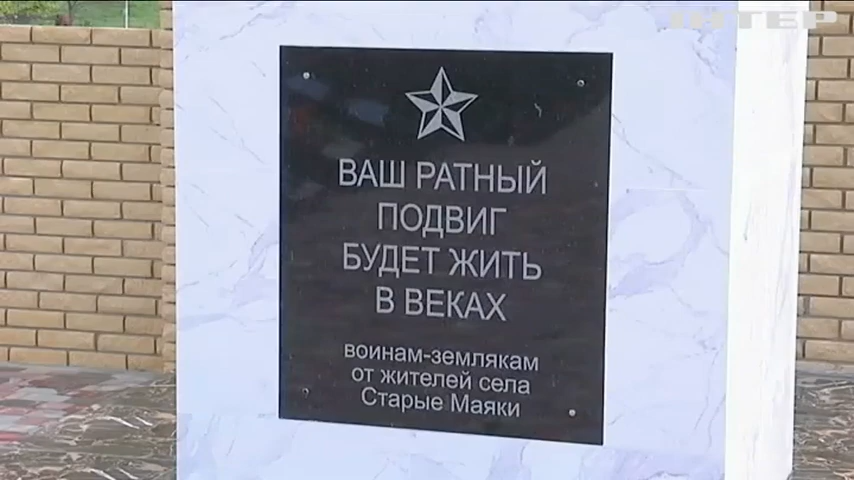 ІНТЕР
ВАШ РАТНЫЙ
ПОДВИГ
БУДЕТ ЖИТЬ
В ВЕКАХ
воинам-землякам
от жителей села
Старые Маяки